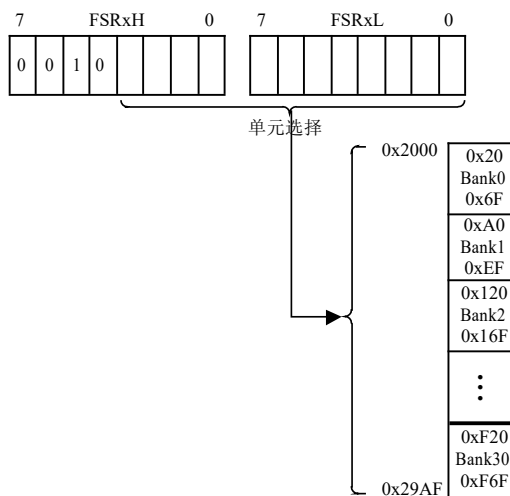 7 FSRxH 0 7 FSRxL 0
0 0 1 0
单元选择
0x2000
0x20
Bank0
0x6F
0xA0
Bank1
0xEF
0x120
Bank2
0x16F
⋮
0xF20
Bank30
0xF6F
0x29AF